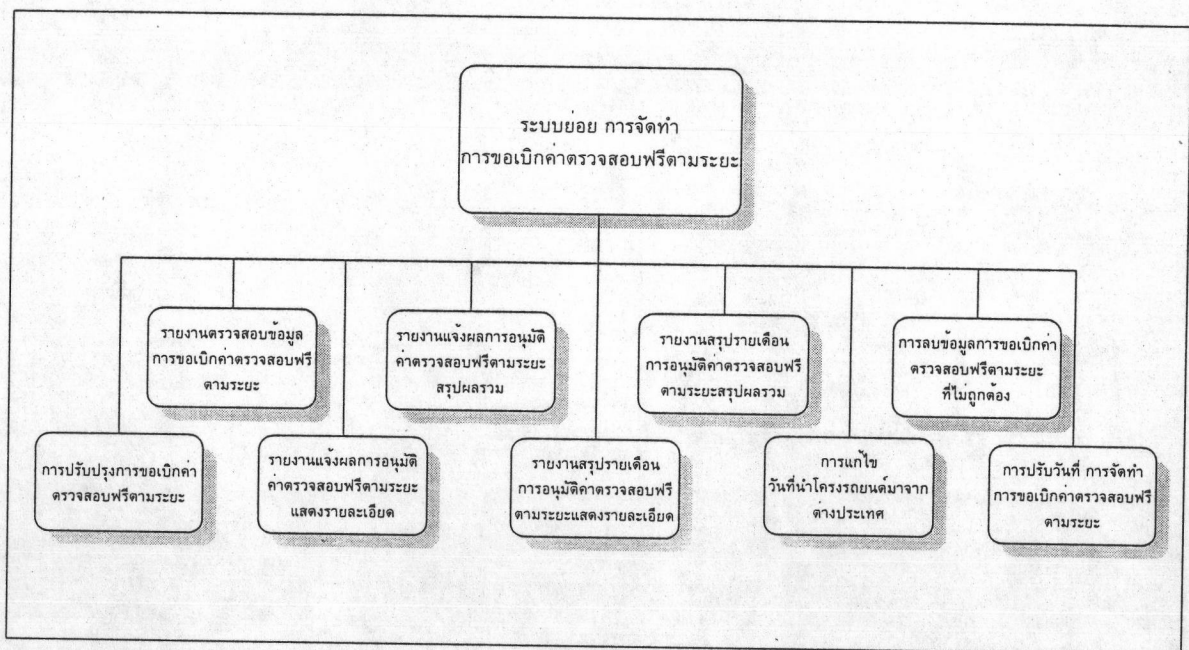 ระบบย่อย การจัดทำ
การขอเบิกค่าตรวจสอบฟรีตามระยะ
รายงานตรวจสอบข้อมูล
การขอเบิกค่าตรวจสอบฟรี
ตามระยะ
รายงานแจ้งผลการอนุมัติ
ค่าตรวจสอบฟรีตามระยะ
สรุปผลรวม
รายงานสรุปรายเดือน
การอนุมัติค่าตรวจสอบฟรี
ตามระยะสรุปผลรวม
การลบข้อมูลการขอเบิกค่า
ตรวจสอบฟรีตามระยะ
ที่ไม่ถูกต้อง
การปรับปรุงการขอเบิกค่า
ตรวจสอบฟรีตามระยะ
รายงานแจ้งผลการอนุมัติ
ค่าตรวจสอบฟรีตามระยะ
แสดงรายละเอียด
รายงานสรุปรายเดือน
การอนุมัติค่าตรวจสอบฟรี
ตามระยะแสดงรายละเอียด
การแก้ไข
วันที่นำโครงรถยนต์มาจาก
ต่างประเทศ
การปรับวันที่ การจัดทำ
การขอเบิกค่าตรวจสอบฟรี
ตามระยะ